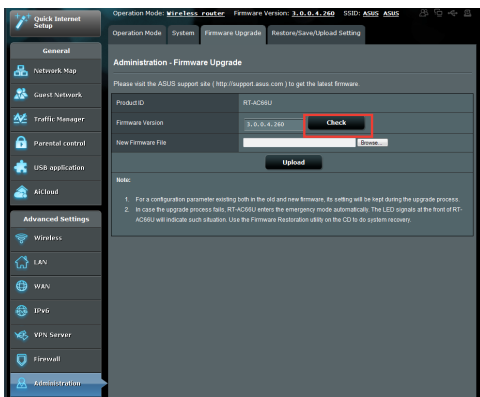 Operation Mode: Wireless router Firmware Version: 3.0.0.4.260 SSID: ASUS ASUS
Quick Internet
Setup
Operation Mode System Firmware Upgrade Restore/Save/Upload Setting
General
Administration - Firmware Upgrade
Network Map
Please visit the ASUS support site ( http://support.asus.com ) to get the latest firmware.
Guest Network
Product ID RT-AC66U
Traffic Manager
Firmware Version 3.0.0.4.260 Check
Parental control
New Firmware File Browse...
USB application
Upload
Note:
AiCloud
1. For a configuration parameter existing both in the old and new firmware, its setting will be kept during the upgrade process.
2. In case the upgrade process fails, RT-AC66U enters the emergency mode automatically. The LED signals at the front of RT-
AC66U will indicate such situation. Use the Firmware Restoration utility on the CD to do system recovery.
Advanced Settings
Wireless
LAN
WAN
IPv6
VPN Server
Firewall
Administration